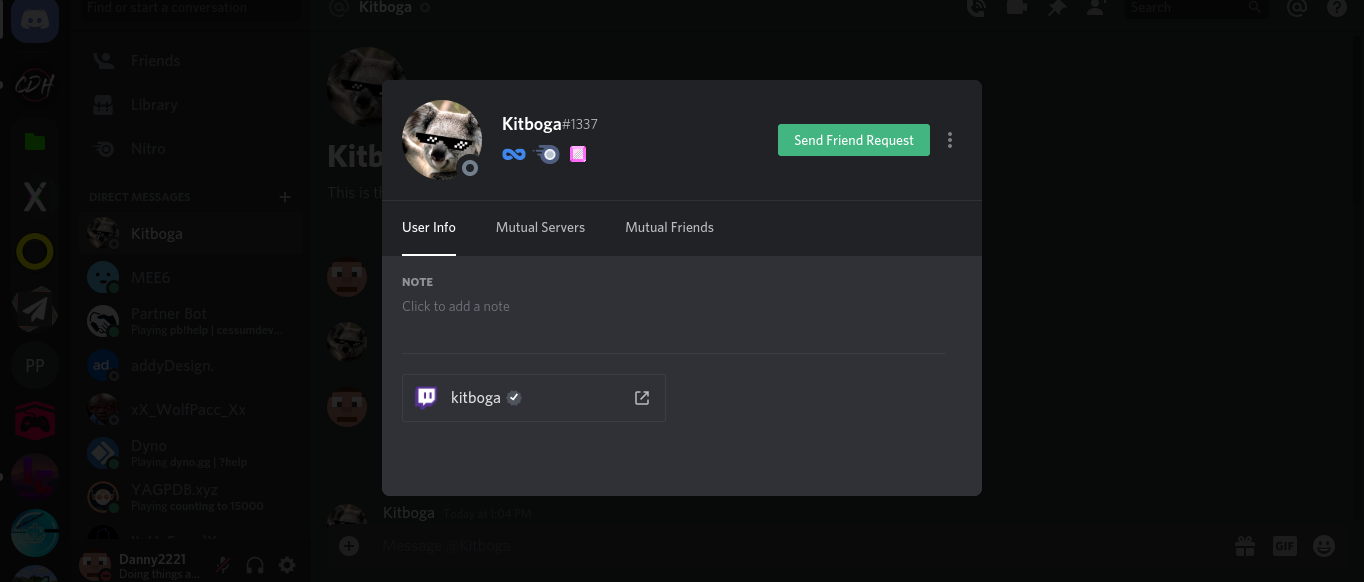 Find or start a conversation
Kitboga
Search
CDH
Friends
Library
Nitro
DIRECT MESSAGES
Kitboga
MEE6
Partner Bot
Playing pb!help | cessumdev...
addyDesign.
xX_WolfPacc_Xx
Dyno
Playing dyno.gg | ?help
YAGPDB.xyz
Playing counting to 15000
X
PP
ad
Danny2221
Doing things a...
Kitb
This is t
Kitboga#1337
Send Friend Request
User Info
Mutual Servers
Mutual Friends
NOTE
Click to add a note
kitboga
Kitboga Today at 1:04 PM
Message @Kitboga
GIF